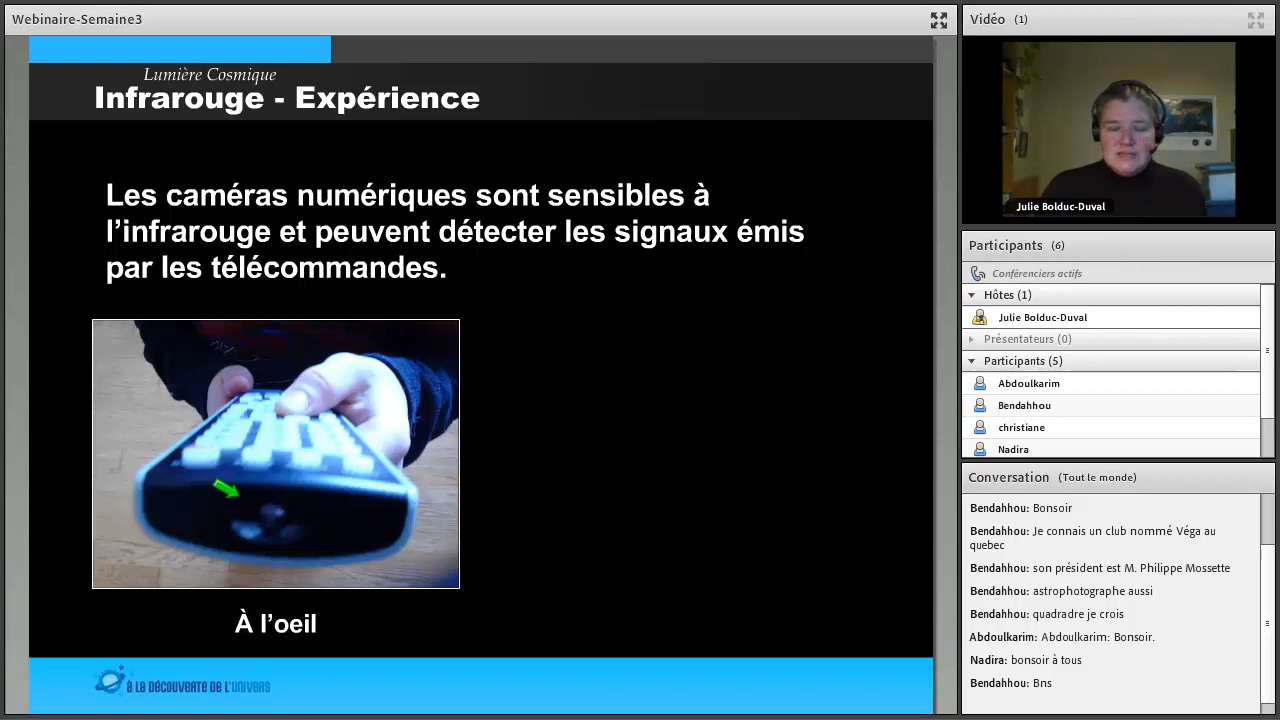 Webinaire-Semaine3
Lumière Cosmique
Infrarouge - Expérience
Les caméras numériques sont sensibles à
l’infrarouge et peuvent détecter les signaux émis
par les télécommandes.
À l’oeil
À LA DÉCOUVERTE DE L'UNIVERS
Vidéo (1)
Julie Bolduc-Duval
Participants (6)
Conférenciers actifs
Hôtes (1)
Julie Bolduc-Duval
Présentateurs (0)
Participants (5)
Abdoulkarim
Bendahhou
christiane
Nadira
Conversation (Tout le monde)
Bendahhou: Bonsoir
Bendahhou: Je connais un club nommé Véga au
quebec
Bendahhou: son président est M. Philippe Mossette
Bendahhou: astrophotographe aussi
Bendahhou: quadradre je crois
Abdoulkarim: Abdoulkarim: Bonsoir.
Nadira: bonsoir à tous
Bendahhou: Bns